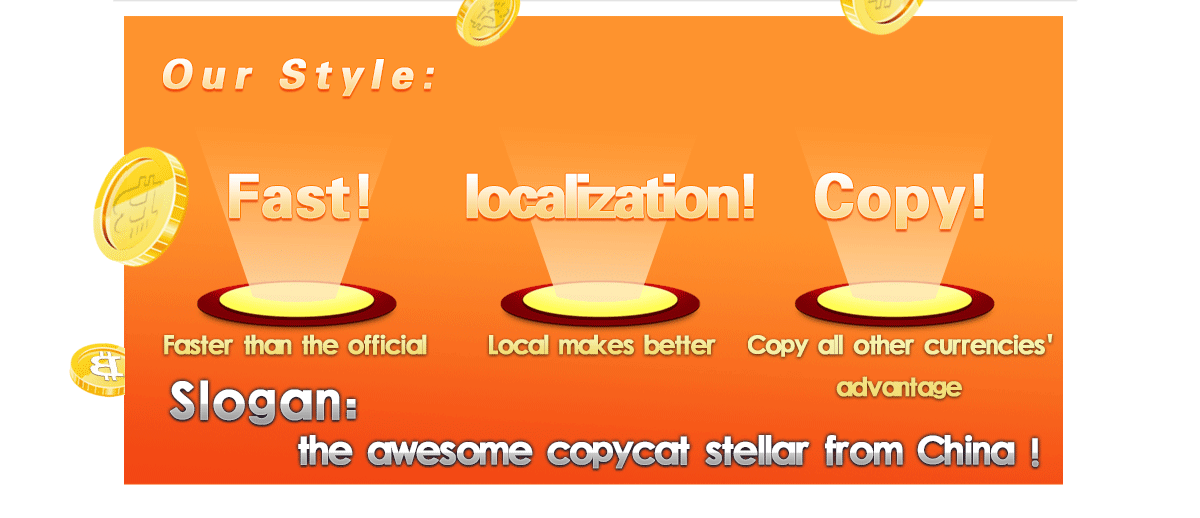 Our Style:
Fast! localization! Copy!
Faster than the official Local makes better Copy all other currencies'
advantage
Slogan:
the awesome copycat stellar from China !